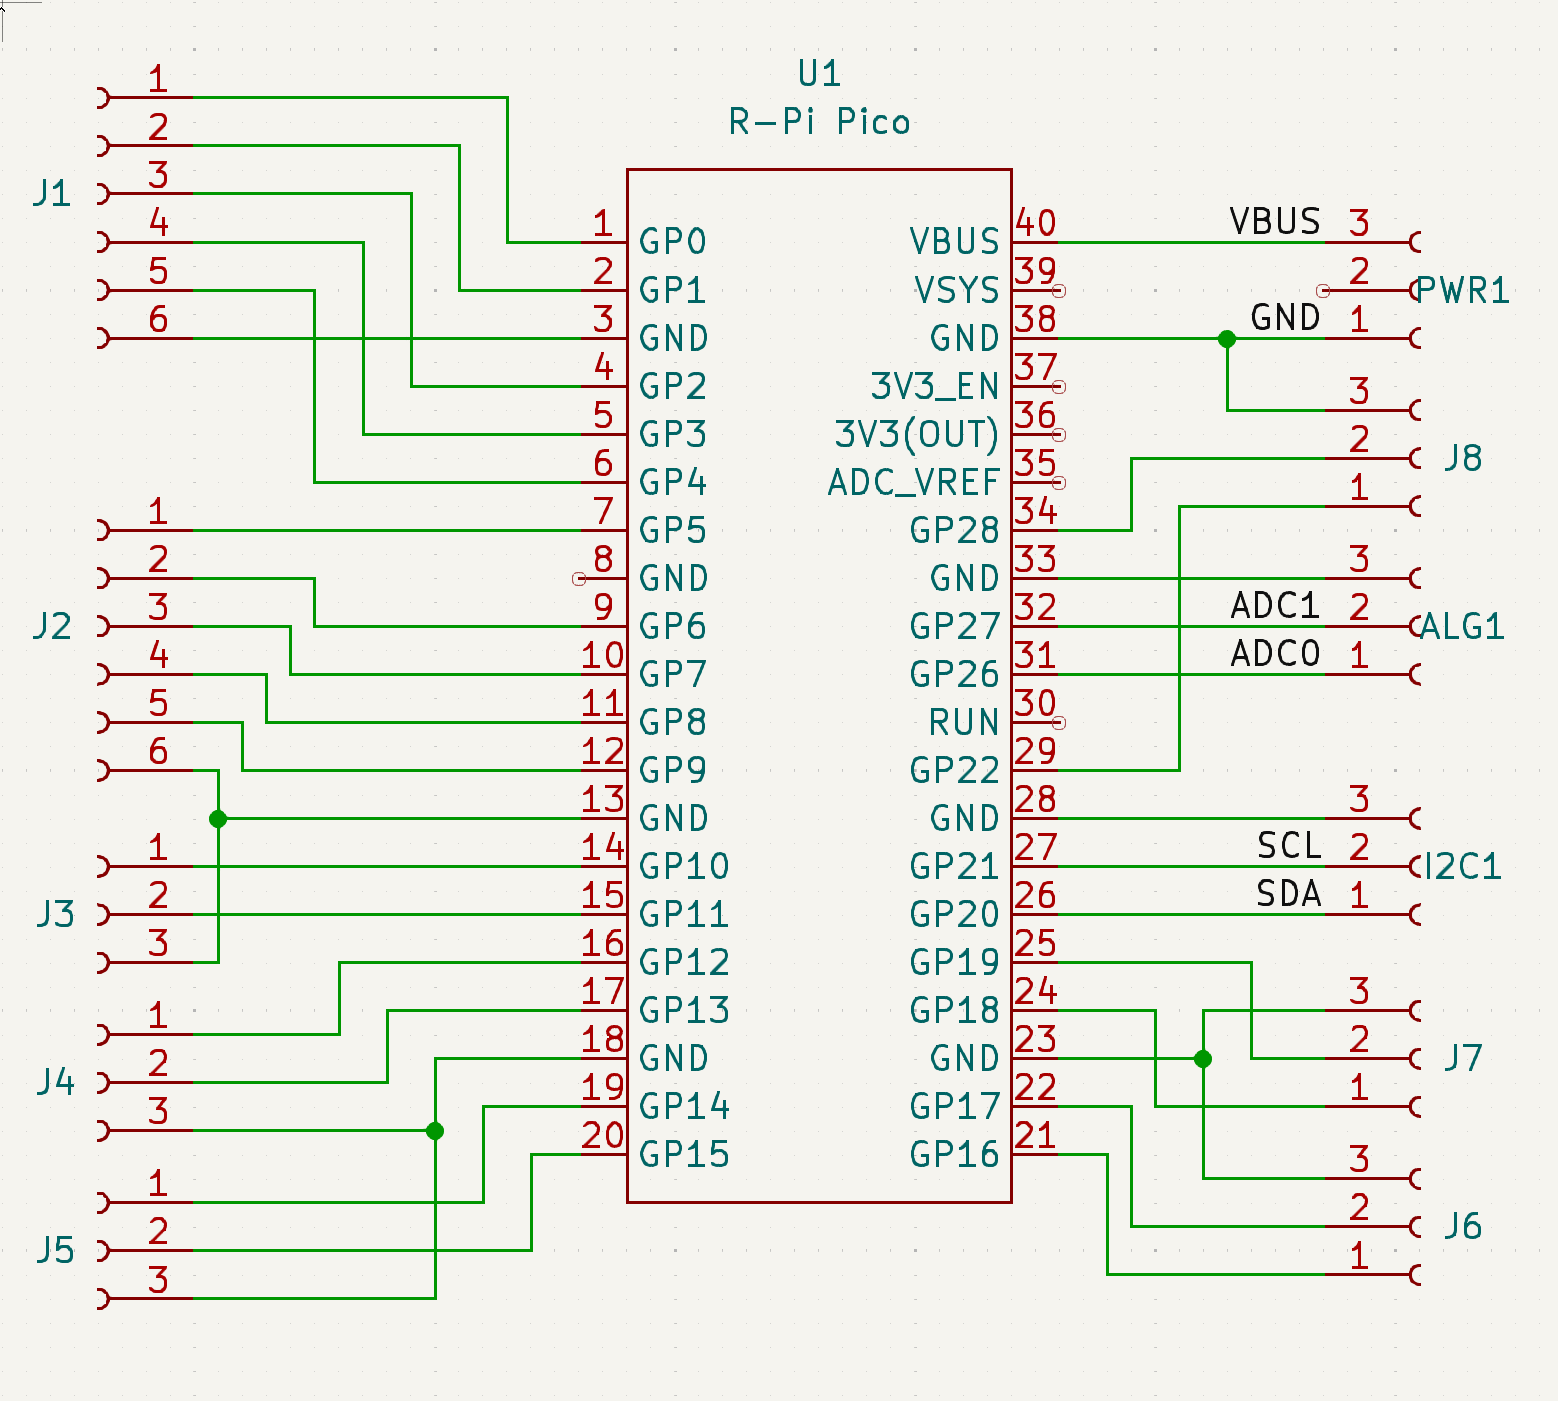 U1
R-Pi Pico
J1
1
2
3
4
5
6
J2
1
2
3
4
5
6
J3
1
2
3
J4
1
2
3
J5
1
2
3
1 GP0
2 GP1
3 GND
4 GP2
5 GP3
6 GP4
7 GP5
8 GND
9 GP6
10 GP7
11 GP8
12 GP9
13 GND
14 GP10
15 GP11
16 GP12
17 GP13
18 GND
19 GP14
20 GP15
VBUS 40
VSYS 39
GND 38
3V3_EN 37
3V3(OUT) 36
ADC_VREF 35
GP28 34
GND 33
GP27 32
GP26 31
RUN 30
GP22 29
GND 28
GP21 27
GP20 26
GP19 25
GP18 24
GND 23
GP17 22
GP16 21
VBUS 3
2 PWR1
GND 1
3
2 J8
1
3
ADC1 2 ALG1
ADC0 1
3
SCL 2 I2C1
SDA 1
3
2 J7
1
3
2 J6
1